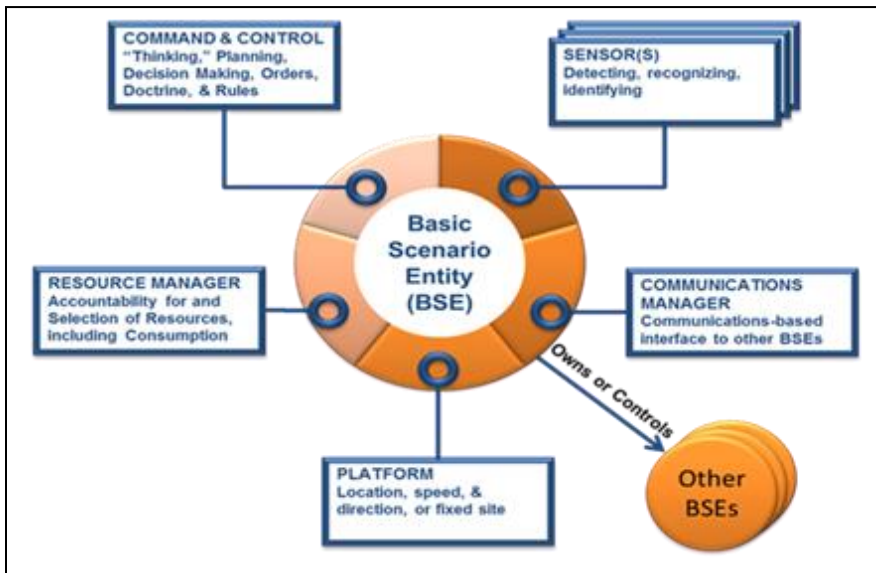 COMMAND & CONTROL
“Thinking,” Planning,
Decision Making, Orders,
Doctrine, & Rules
SENSOR(S)
Detecting, recognizing,
identifying
Basic
Scenario
Entity
(BSE)
RESOURCE MANAGER
Accountability for and
Selection of Resources,
including Consumption
COMMUNICATIONS
MANAGER
Communications-based
interface to other BSEs
Owns or Controls
PLATFORM
Location, speed, &
direction, or fixed site
Other
BSEs